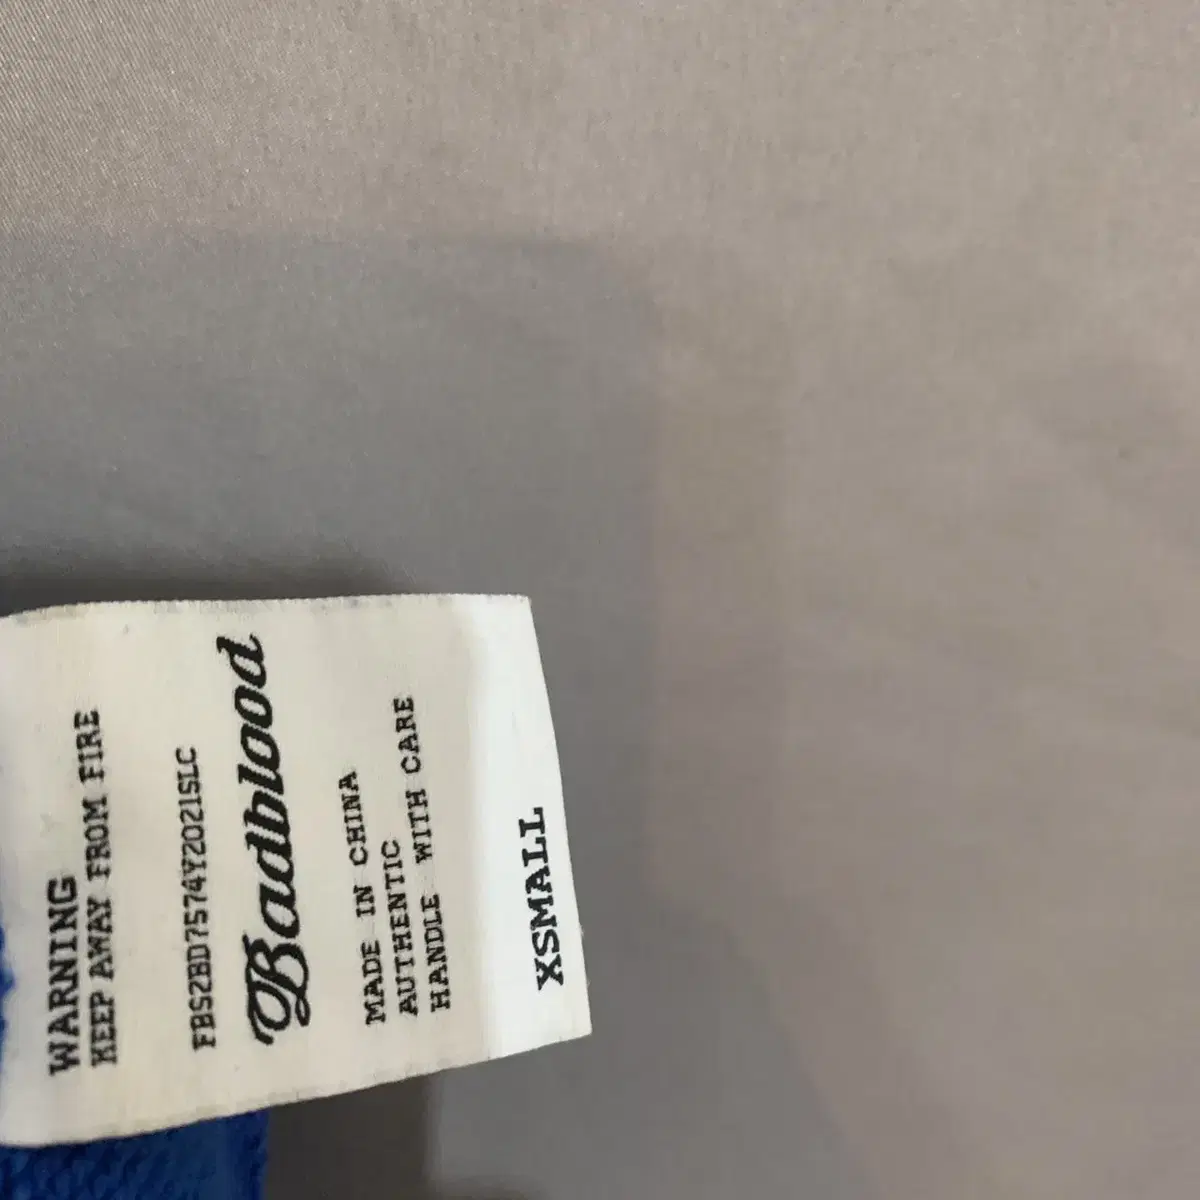 WARNING
KEEP AWAY FROM FIRE
FBS2BD7574Y2021SLC
Badblood
MADE IN CHINA
AUTHENTIC
HANDLE WITH CARE
XSMALL